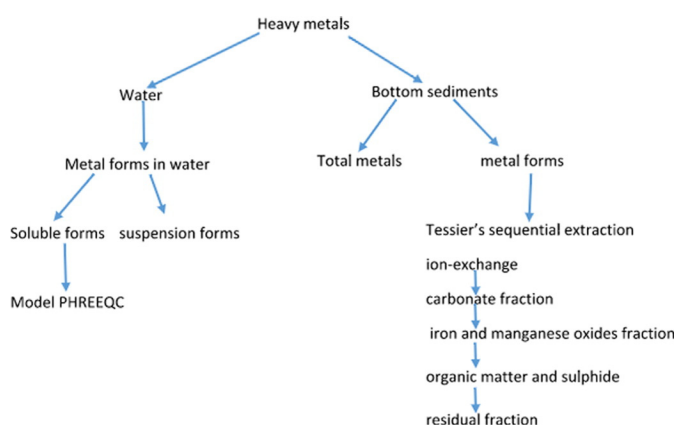 Heavy metals
Water
Bottom sediments
Metal forms in water
Total metals
metal forms
Soluble forms
suspension forms
Tessier's sequential extraction
Model PHREEQC
ion-exchange
carbonate fraction
iron and manganese oxides fraction
organic matter and sulphide
residual fraction